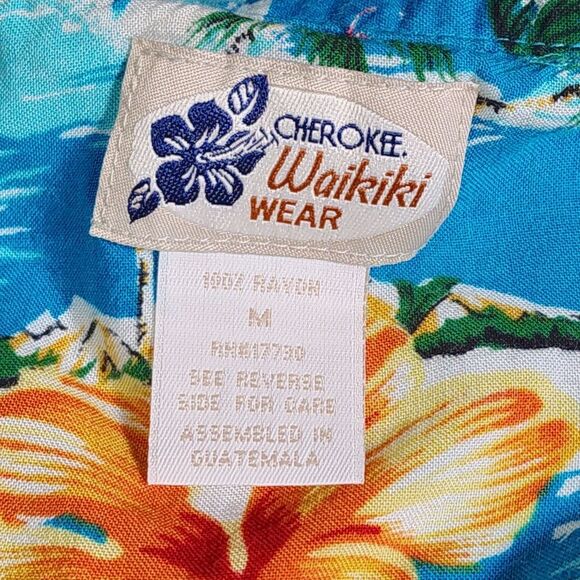 CHEROKEE.
Waikiki
WEAR
100% RAYON
M
RN#17730
SEE REVERSE
SIDE FOR CARE
ASSEMBLED IN
GUATEMALA